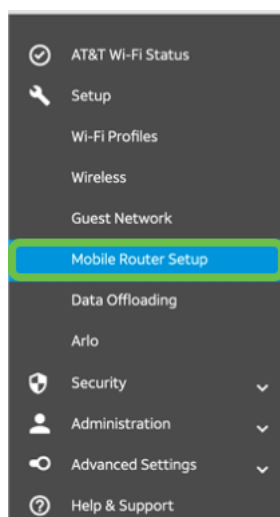 AT&T Wi-Fi Status
Setup
Wi-Fi Profiles
Wireless
Guest Network
Mobile Router Setup
Data Offloading
Arlo
Security
Administration
Advanced Settings
Help & Support